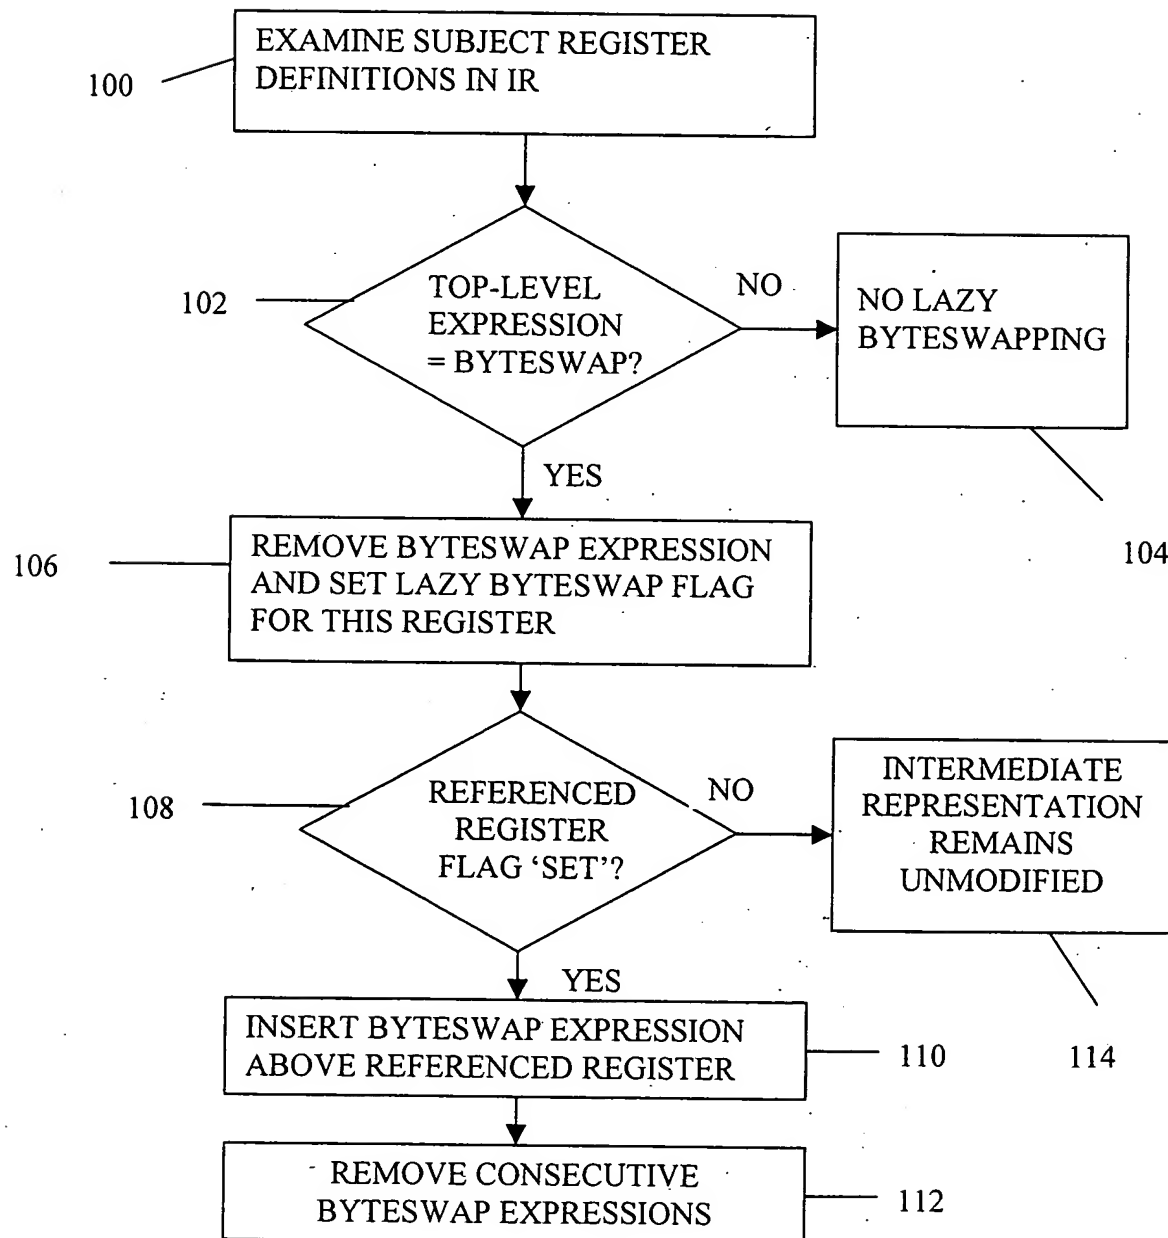 EXAMINE SUBJECT REGISTER
DEFINITIONS IN IR
100
TOP-LEVEL
EXPRESSION
= BYTESWAP?
102
NO
NO LAZY
BYTESWAPPING
104
YES
REMOVE BYTESWAP EXPRESSION
AND SET LAZY BYTESWAP FLAG
FOR THIS REGISTER
106
REFERENCED
REGISTER
FLAG ‘SET’?
108
NO
INTERMEDIATE
REPRESENTATION
REMAINS
UNMODIFIED
114
YES
INSERT BYTESWAP EXPRESSION
ABOVE REFERENCED REGISTER
110
REMOVE CONSECUTIVE
BYTESWAP EXPRESSIONS
112